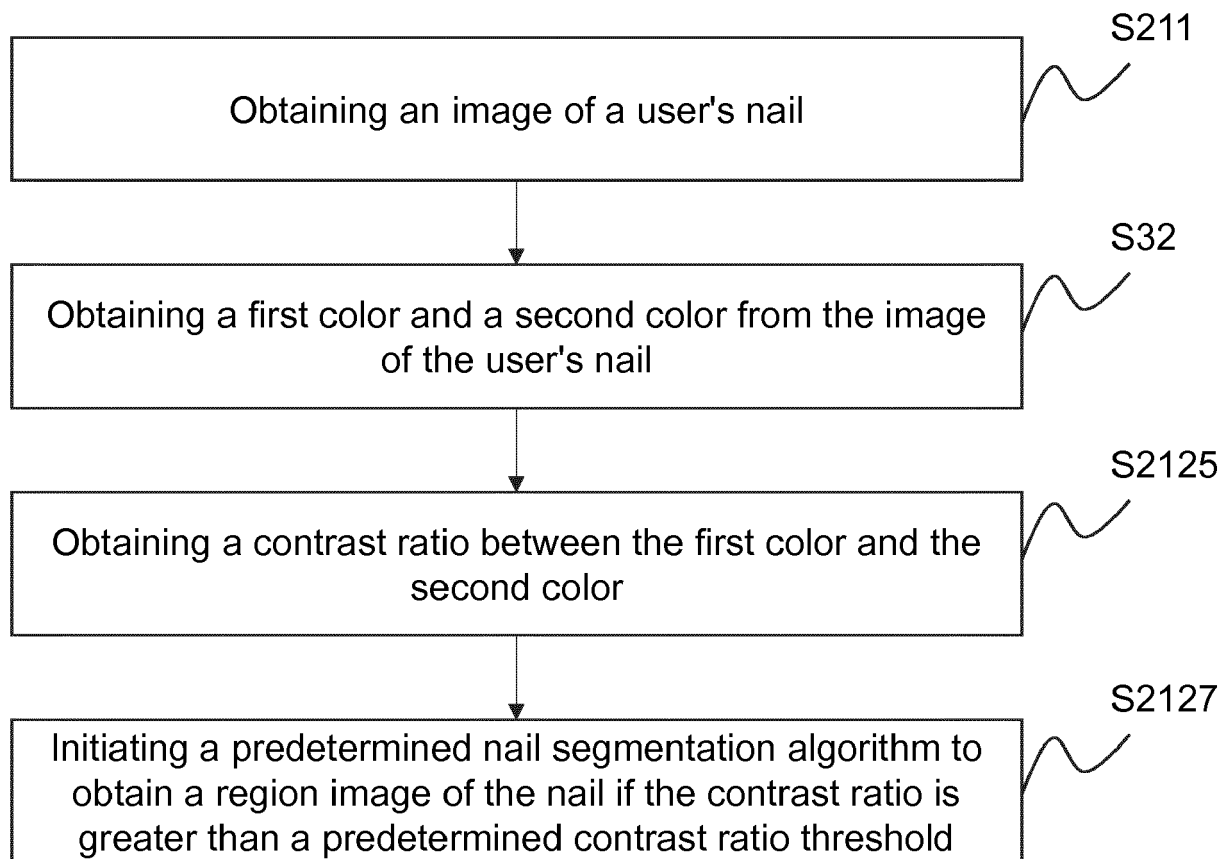 S211
Obtaining an image of a user's nail
S32
Obtaining a first color and a second color from the image
of the user's nail
S2125
Obtaining a contrast ratio between the first color and the
second color
S2127
Initiating a predetermined nail segmentation algorithm to
obtain a region image of the nail if the contrast ratio is
greater than a predetermined contrast ratio threshold